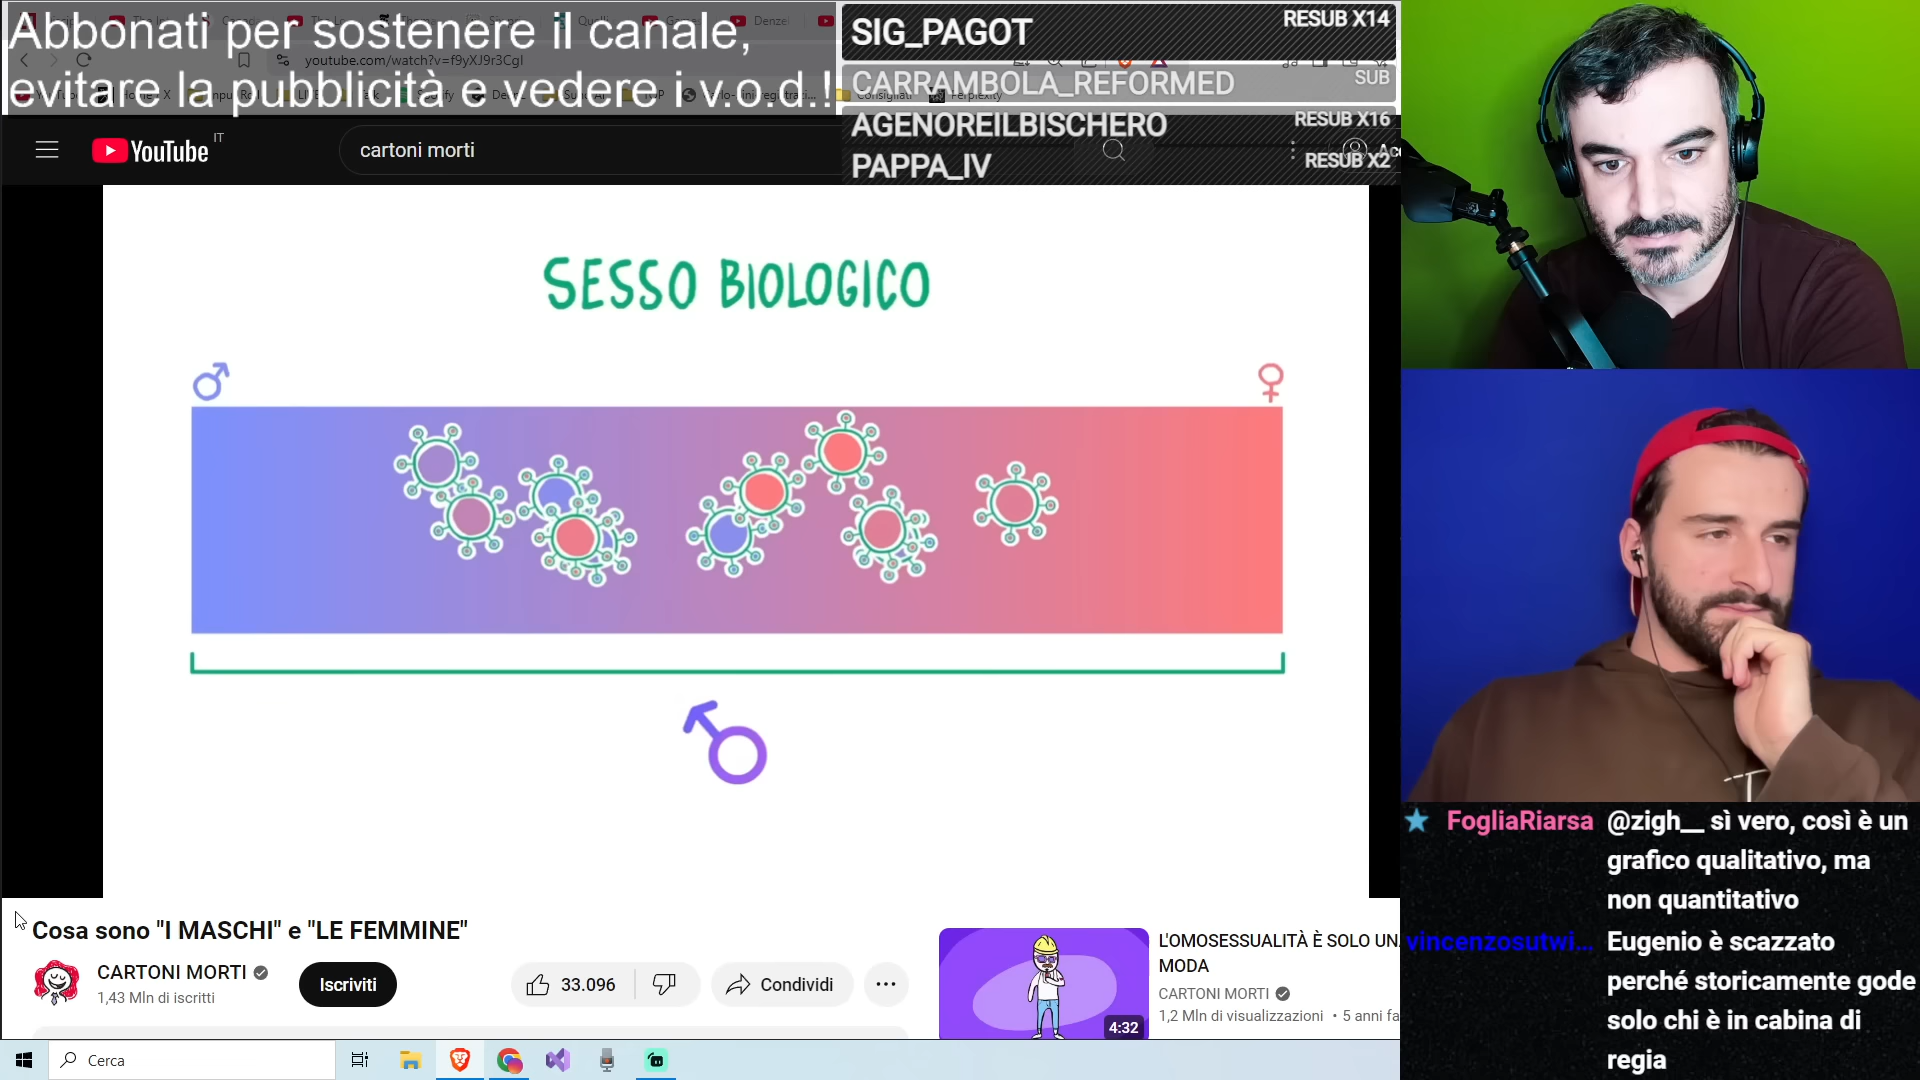 Abbonati per sostenere il canale,
evitare la pubblicità e vedere i v.o.d.!!
youtube.com/watch?v=f9yXJ9r3CgI
SIG_PAGOT RESUB X14
CARRAMBOLA_REFORMED SUB
AGENOREILBISCHERO RESUB X16
PAPPA_IV RESUB X2
YouTube IT
cartoni morti
SESSO BIOLOGICO
Cosa sono "I MASCHI" e "LE FEMMINE"
CARTONI MORTI
1,43 Mln di iscritti
Iscriviti
33.096
Condividi
L'OMOSESSUALITÀ È SOLO UN
MODA
CARTONI MORTI
1,2 Mln di visualizzazioni • 5 anni fa
4:32
FogliaRiarsa @zigh__ sì vero, così è un
grafico qualitativo, ma
non quantitativo
vincenzosutwi... Eugenio è scazzato
perché storicamente gode
solo chi è in cabina di
regia
Cerca